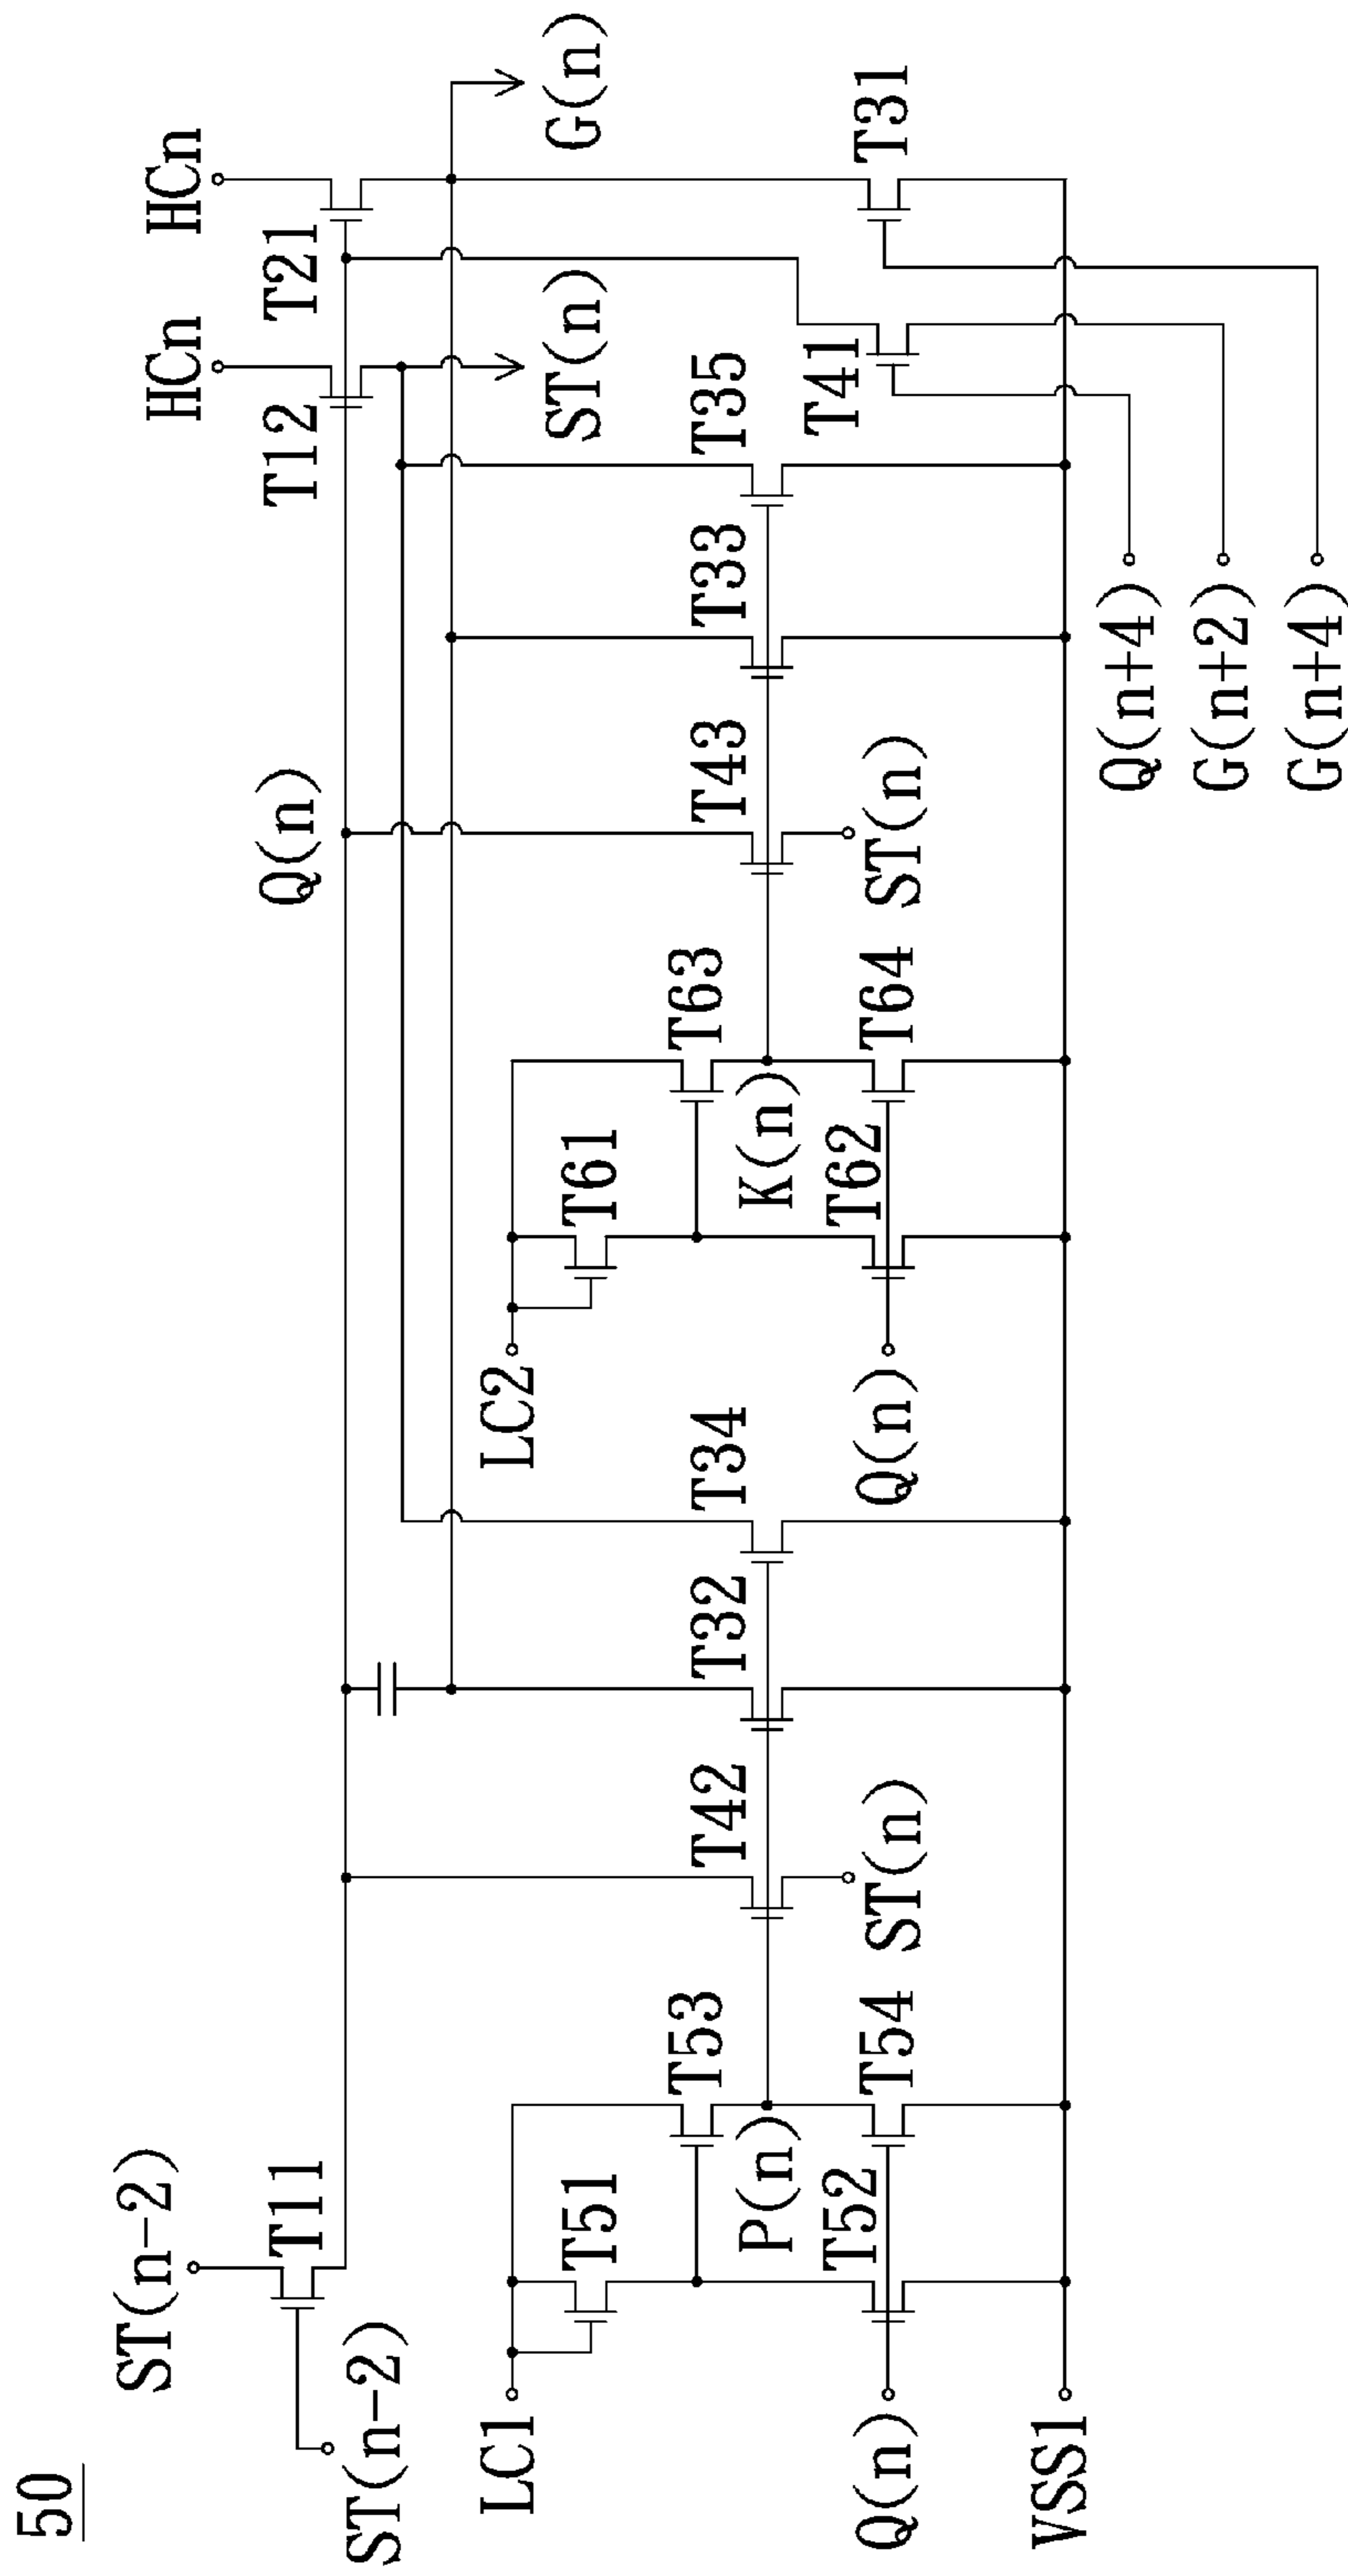 50
ST(n-2)
ST(n-2)
T11
Q(n)
HCn
HCn
T12
T21
LC1
T51
T53
P(n)
T52
T54
Q(n)
VSS1
T42
ST(n)
T32
T34
LC2
T61
T63
K(n)
T62
T64
Q(n)
T43
ST(n)
T33
T35
ST(n)
G(n)
T41
T31
Q(n+4)
G(n+2)
G(n+4)